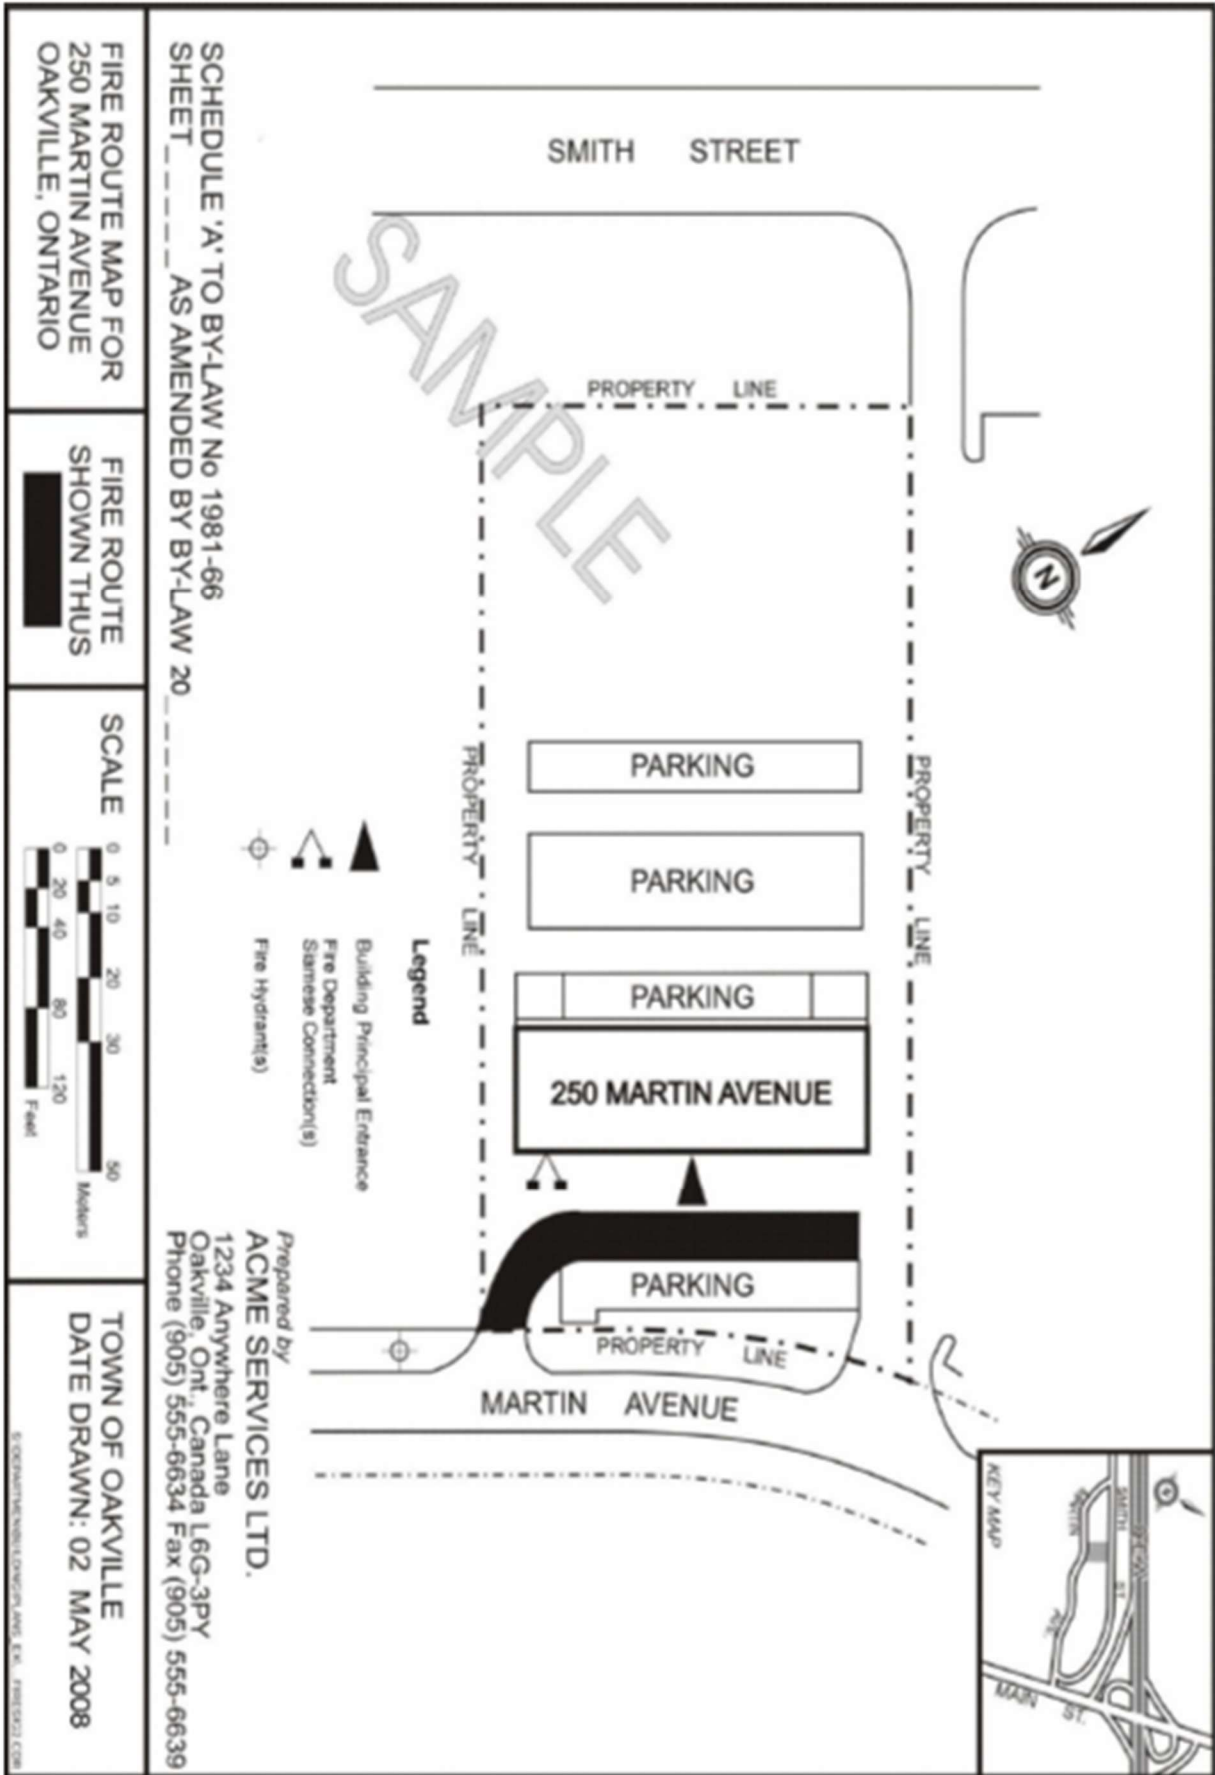 SMITH STREET
PROPERTY LINE
SAMPLE
N
PROPERTY LINE
PROPERTY LINE
PARKING
PARKING
PARKING
250 MARTIN AVENUE
PARKING
PROPERTY LINE
MARTIN AVENUE
Legend
Building Principal Entrance
Fire Department
Siamese Connection(s)
Fire Hydrant(s)
Prepared by
ACME SERVICES LTD.
1234 Anywhere Lane
Oakville, Ont., Canada L6G-3PY
Phone (905) 555-6634 Fax (905) 555-6639
SCHEDULE 'A' TO BY-LAW No 1981-66
SHEET_____ AS AMENDED BY BY-LAW 20_____
KEY MAP
SMITH ST.
MARTIN AVE.
MAIN ST.
FIRE ROUTE MAP FOR
250 MARTIN AVENUE
OAKVILLE, ONTARIO
FIRE ROUTE
SHOWN THUS
SCALE
0 5 10 20 30 50
Meters
0 20 40 80 120
Feet
TOWN OF OAKVILLE
DATE DRAWN: 02 MAY 2008